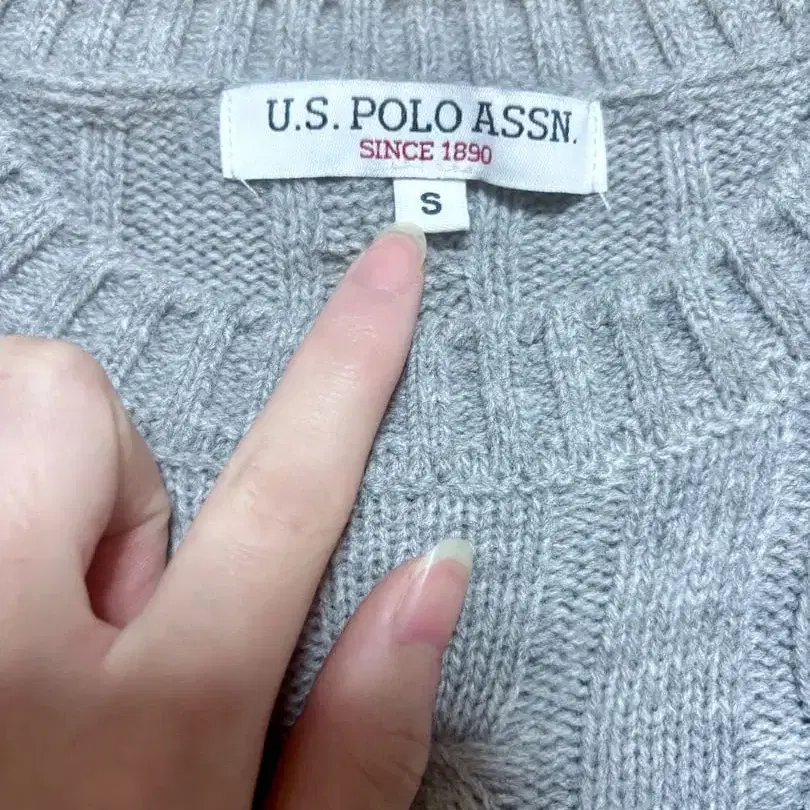 U.S. POLO ASSN.
SINCE 1890
S